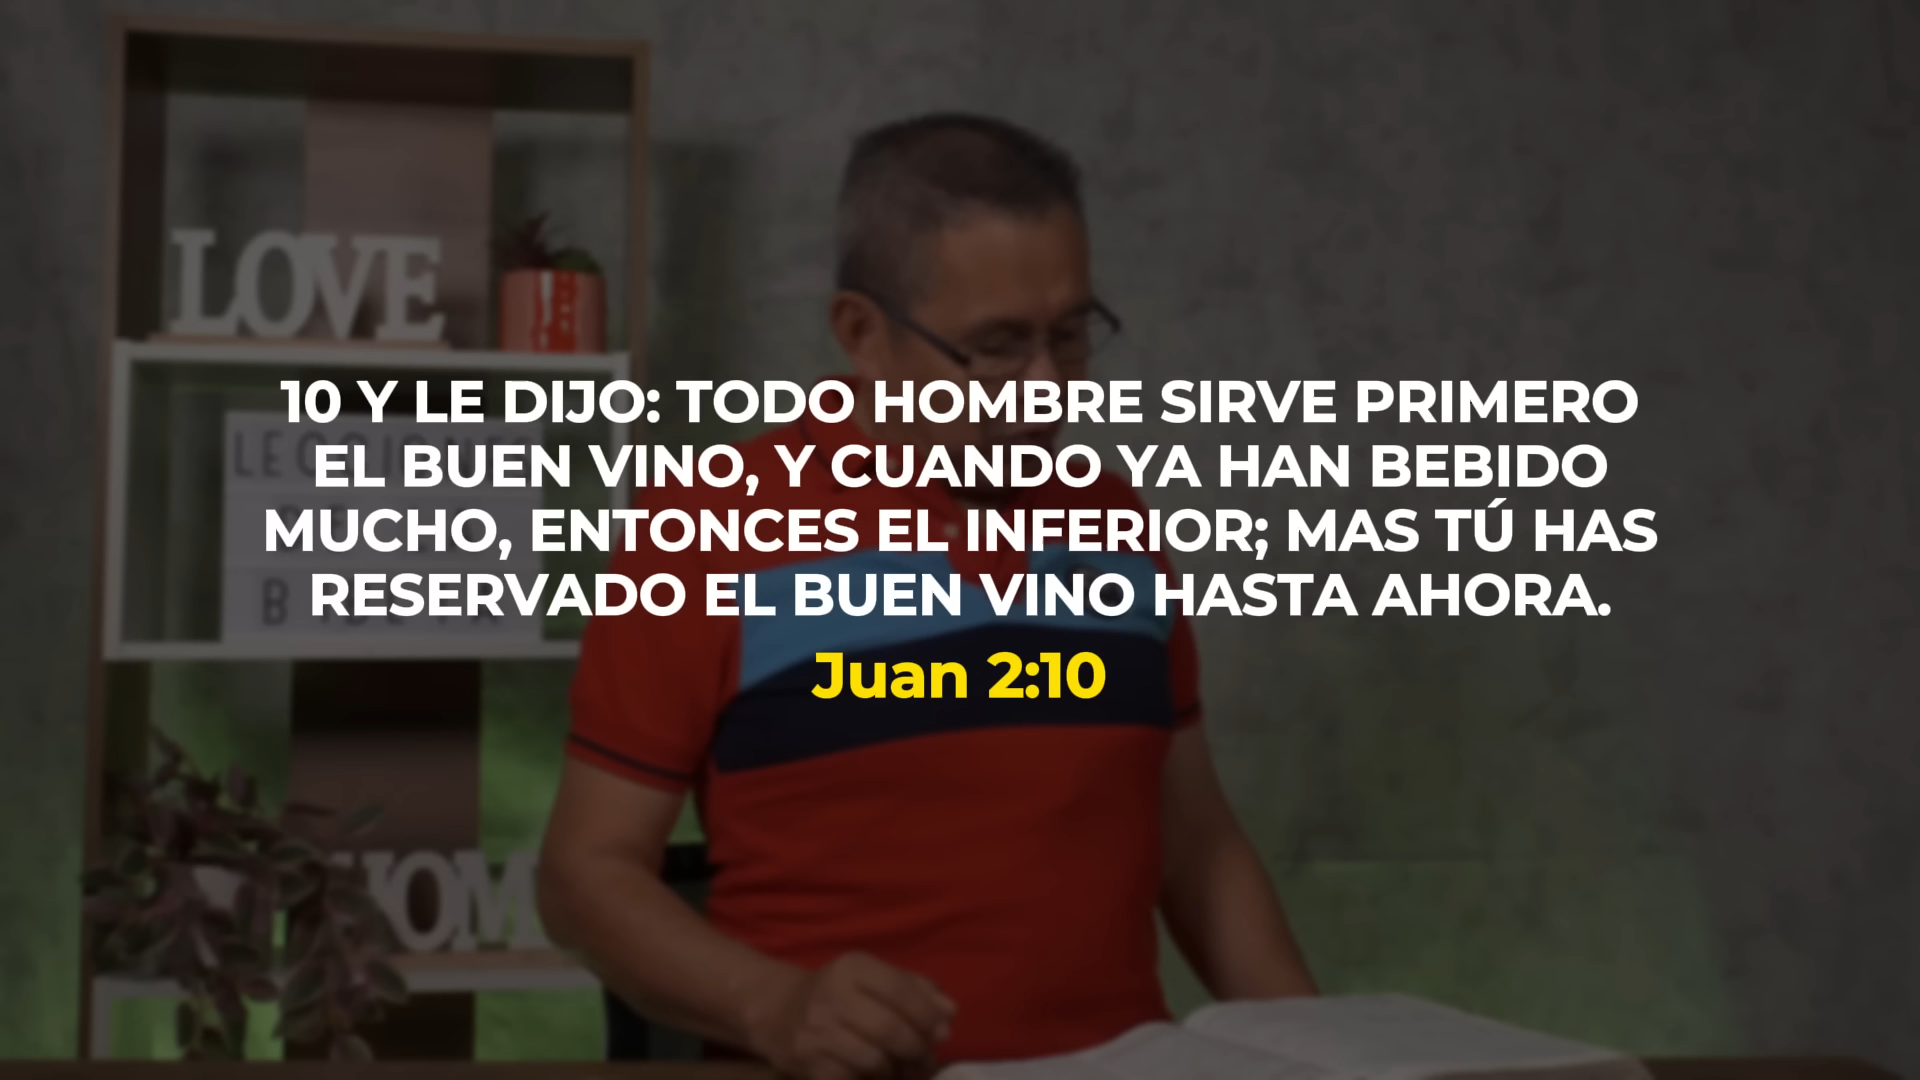 LOVE
10 Y LE DIJO: TODO HOMBRE SIRVE PRIMERO
EL BUEN VINO, Y CUANDO YA HAN BEBIDO
MUCHO, ENTONCES EL INFERIOR; MAS TÚ HAS
RESERVADO EL BUEN VINO HASTA AHORA.
Juan 2:10